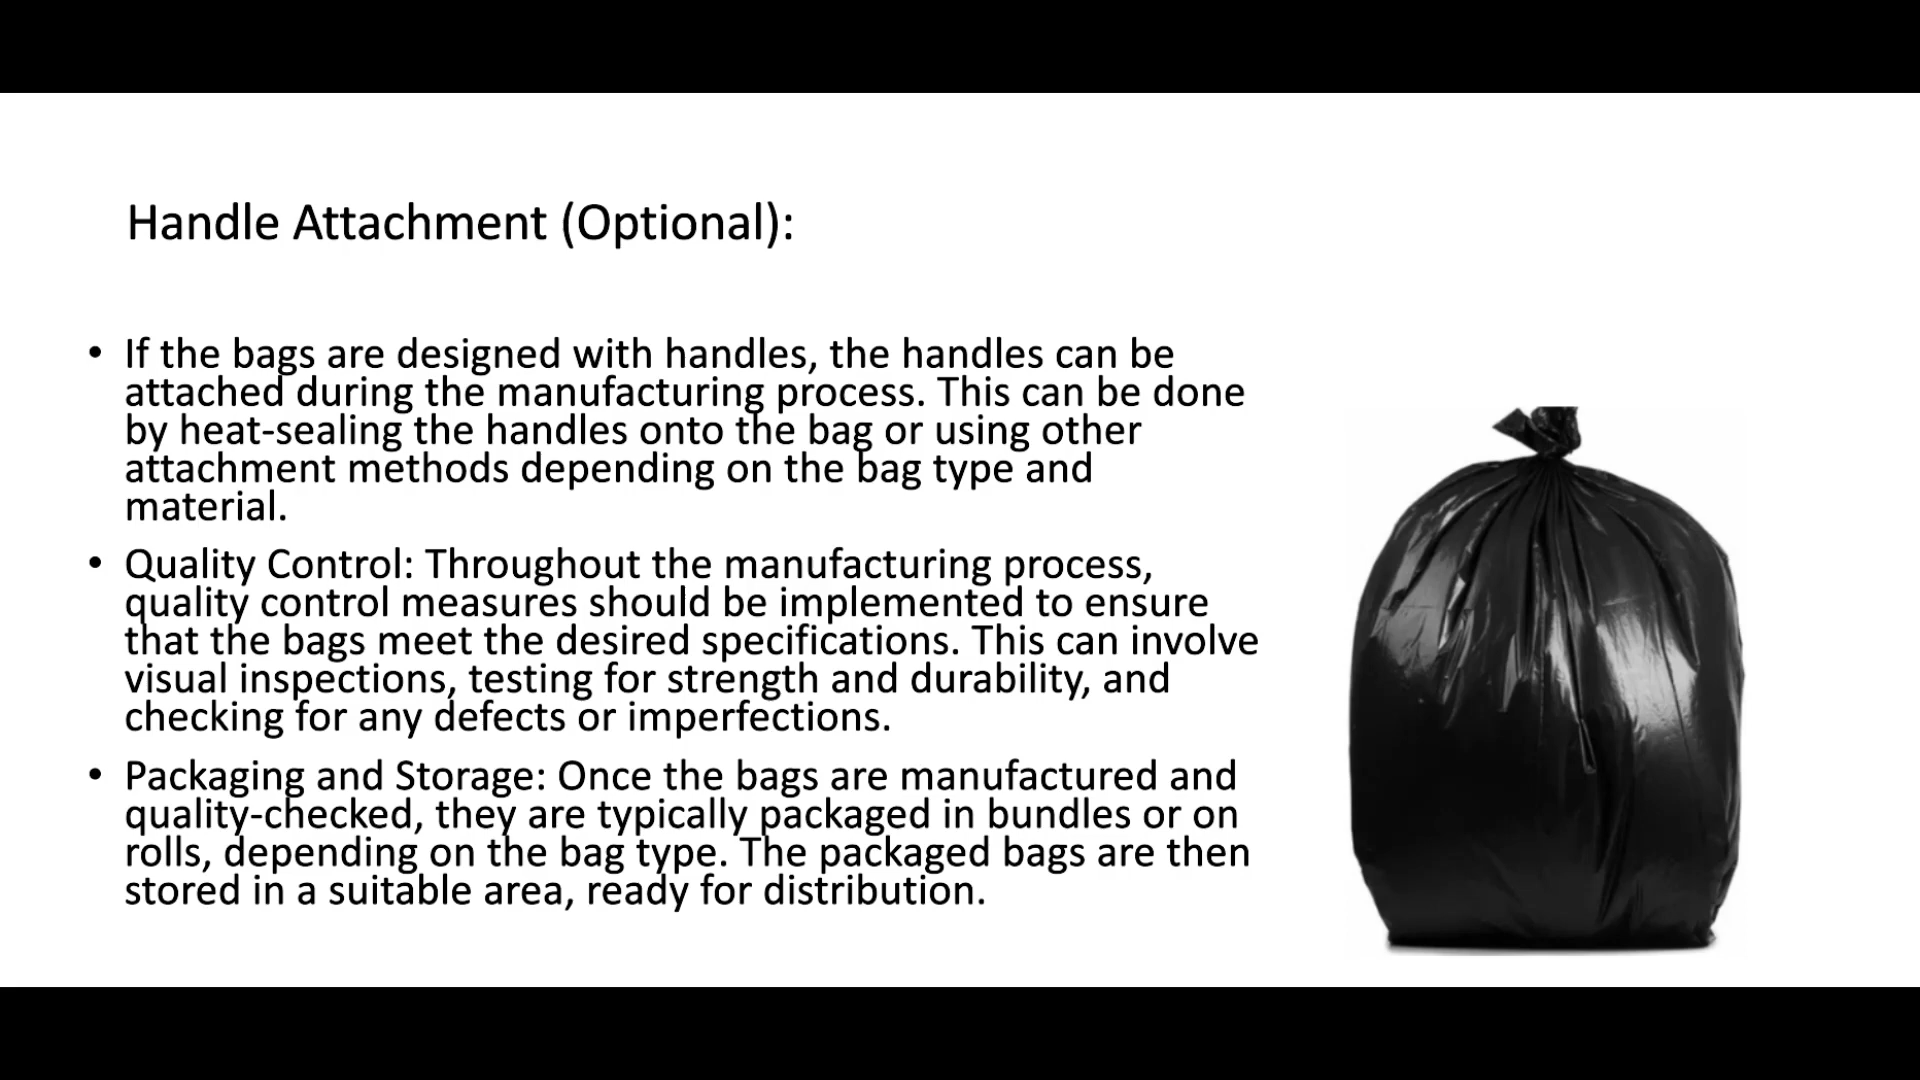 Handle Attachment (Optional):
• If the bags are designed with handles, the handles can be
attached during the manufacturing process. This can be done
by heat-sealing the handles onto the bag or using other
attachment methods depending on the bag type and
material.
• Quality Control: Throughout the manufacturing process,
quality control measures should be implemented to ensure
that the bags meet the desired specifications. This can involve
visual inspections, testing for strength and durability, and
checking for any defects or imperfections.
• Packaging and Storage: Once the bags are manufactured and
quality-checked, they are typically packaged in bundles or on
rolls, depending on the bag type. The packaged bags are then
stored in a suitable area, ready for distribution.